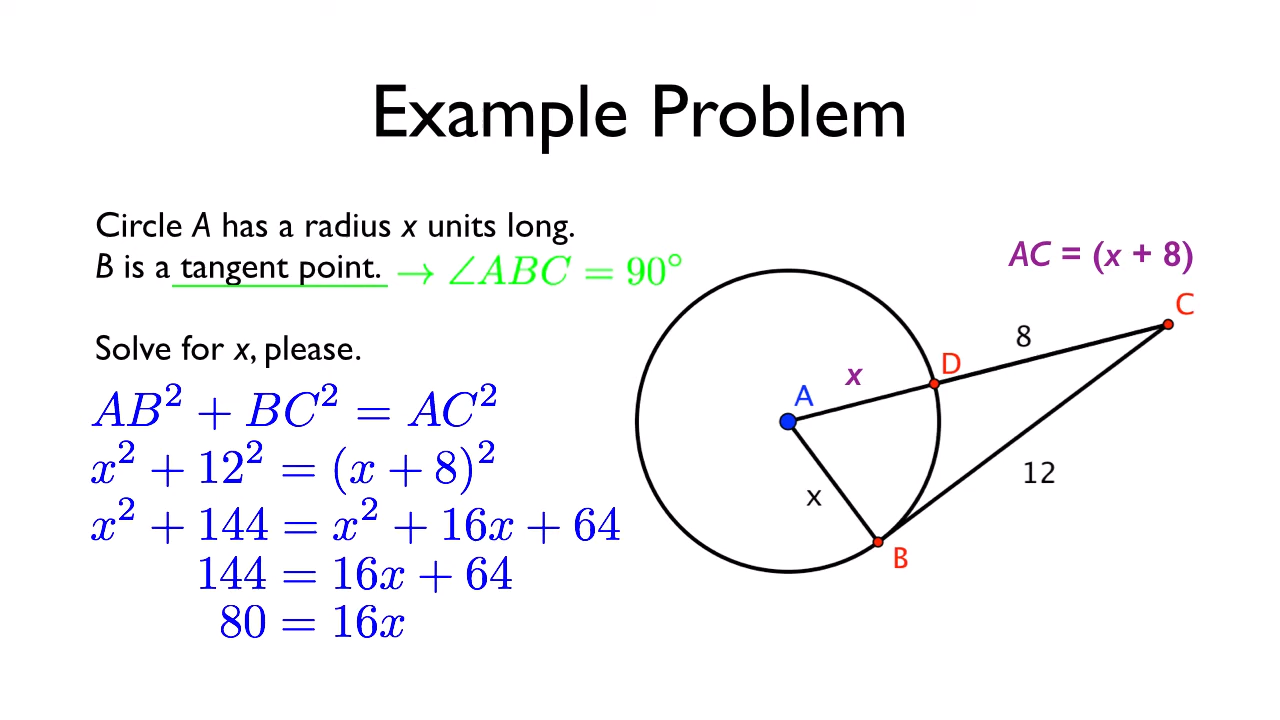 Example Problem
Circle A has a radius x units long.
B is a tangent point. → ∠ABC = 90°
Solve for x, please.
AB² + BC² = AC²
x² + 12² = (x + 8)²
x² + 144 = x² + 16x + 64
144 = 16x + 64
80 = 16x
AC = (x + 8)
C
8
D
x
A
12
x
B